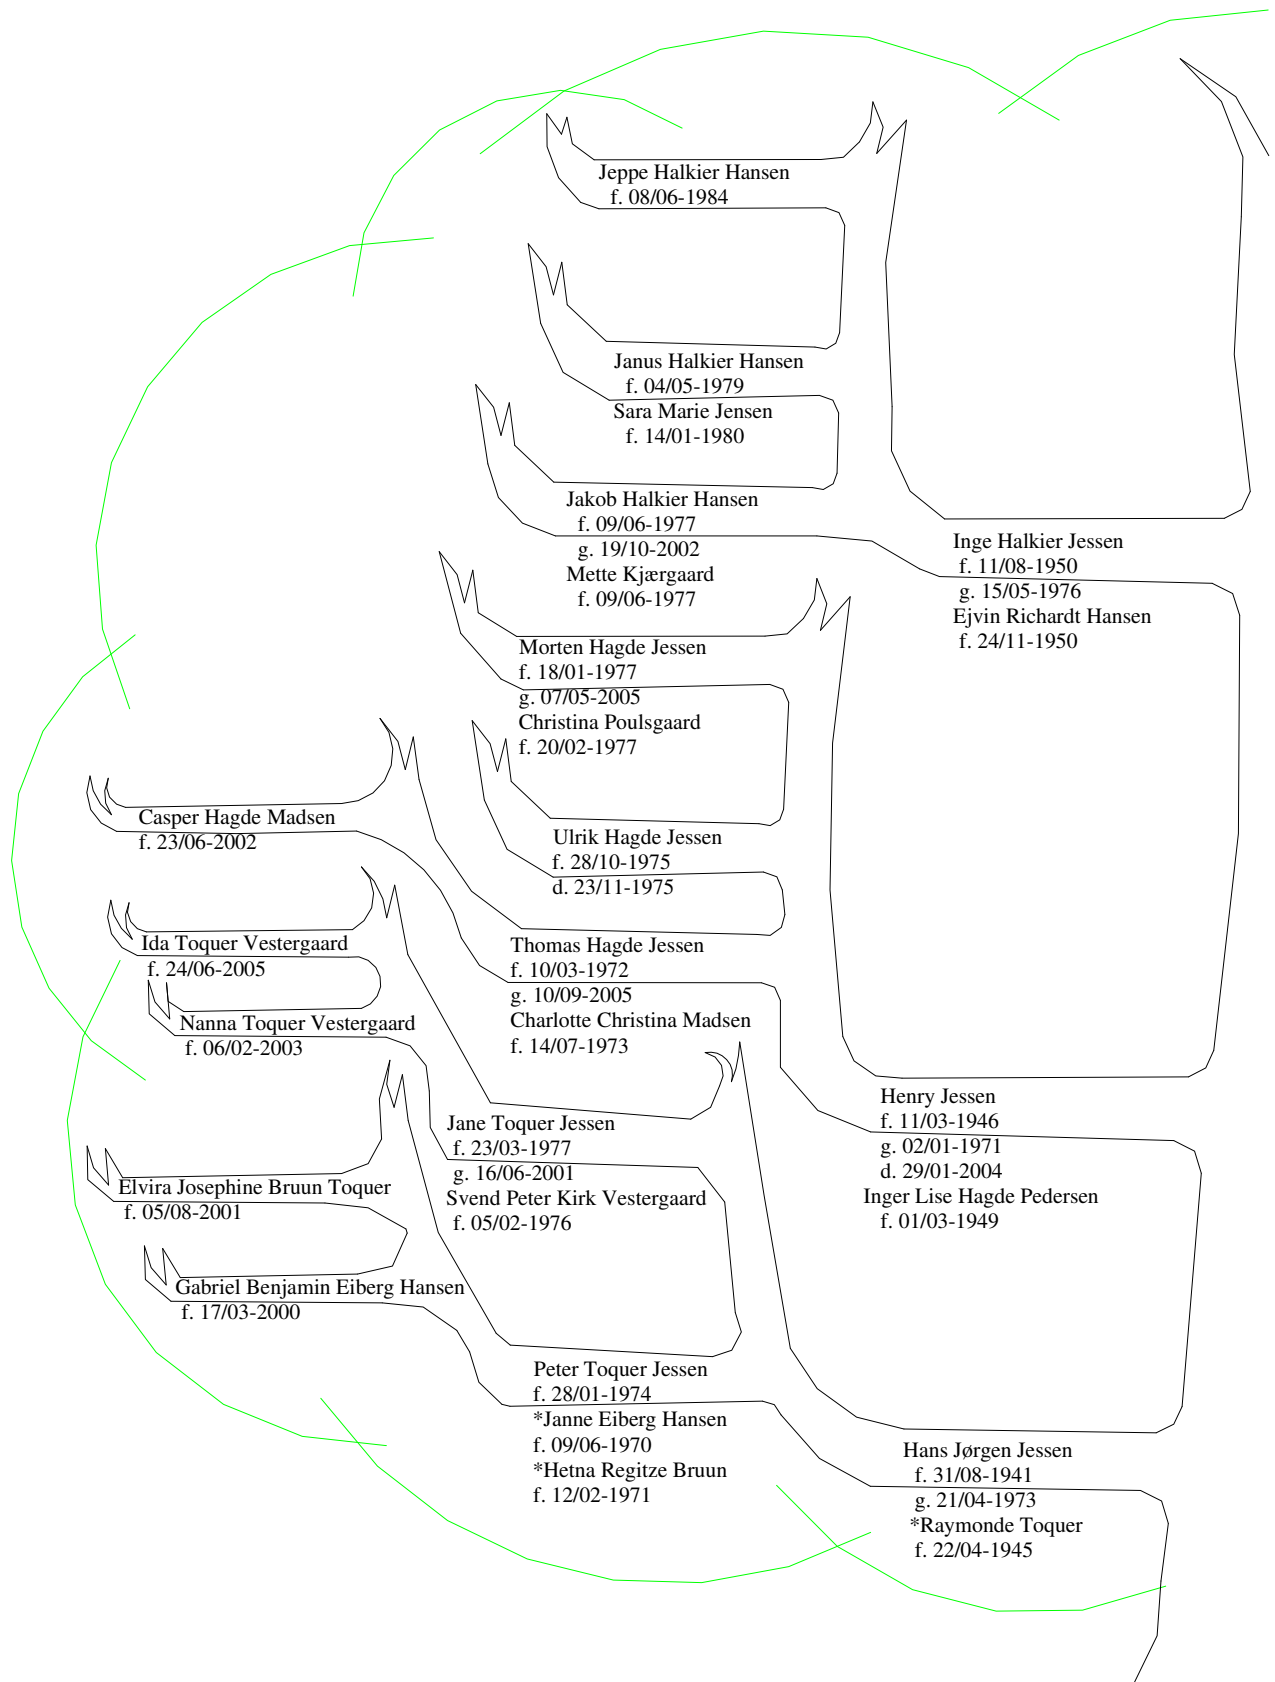 Jeppe Halkier Hansen
f. 08/06-1984
Janus Halkier Hansen
f. 04/05-1979
Sara Marie Jensen
f. 14/01-1980
Jakob Halkier Hansen
f. 09/06-1977
g. 19/10-2002
Mette Kjærgaard
f. 09/06-1977
Inge Halkier Jessen
f. 11/08-1950
g. 15/05-1976
Ejvin Richardt Hansen
f. 24/11-1950
Morten Hagde Jessen
f. 18/01-1977
g. 07/05-2005
Christina Poulsgaard
f. 20/02-1977
Casper Hagde Madsen
f. 23/06-2002
Ulrik Hagde Jessen
f. 28/10-1975
d. 23/11-1975
Ida Toquer Vestergaard
f. 24/06-2005
Nanna Toquer Vestergaard
f. 06/02-2003
Thomas Hagde Jessen
f. 10/03-1972
g. 10/09-2005
Charlotte Christina Madsen
f. 14/07-1973
Henry Jessen
f. 11/03-1946
g. 02/01-1971
d. 29/01-2004
Inger Lise Hagde Pedersen
f. 01/03-1949
Jane Toquer Jessen
f. 23/03-1977
g. 16/06-2001
Svend Peter Kirk Vestergaard
f. 05/02-1976
Elvira Josephine Bruun Toquer
f. 05/08-2001
Gabriel Benjamin Eiberg Hansen
f. 17/03-2000
Peter Toquer Jessen
f. 28/01-1974
*Janne Eiberg Hansen
f. 09/06-1970
*Hetna Regitze Bruun
f. 12/02-1971
Hans Jørgen Jessen
f. 31/08-1941
g. 21/04-1973
*Raymonde Toquer
f. 22/04-1945